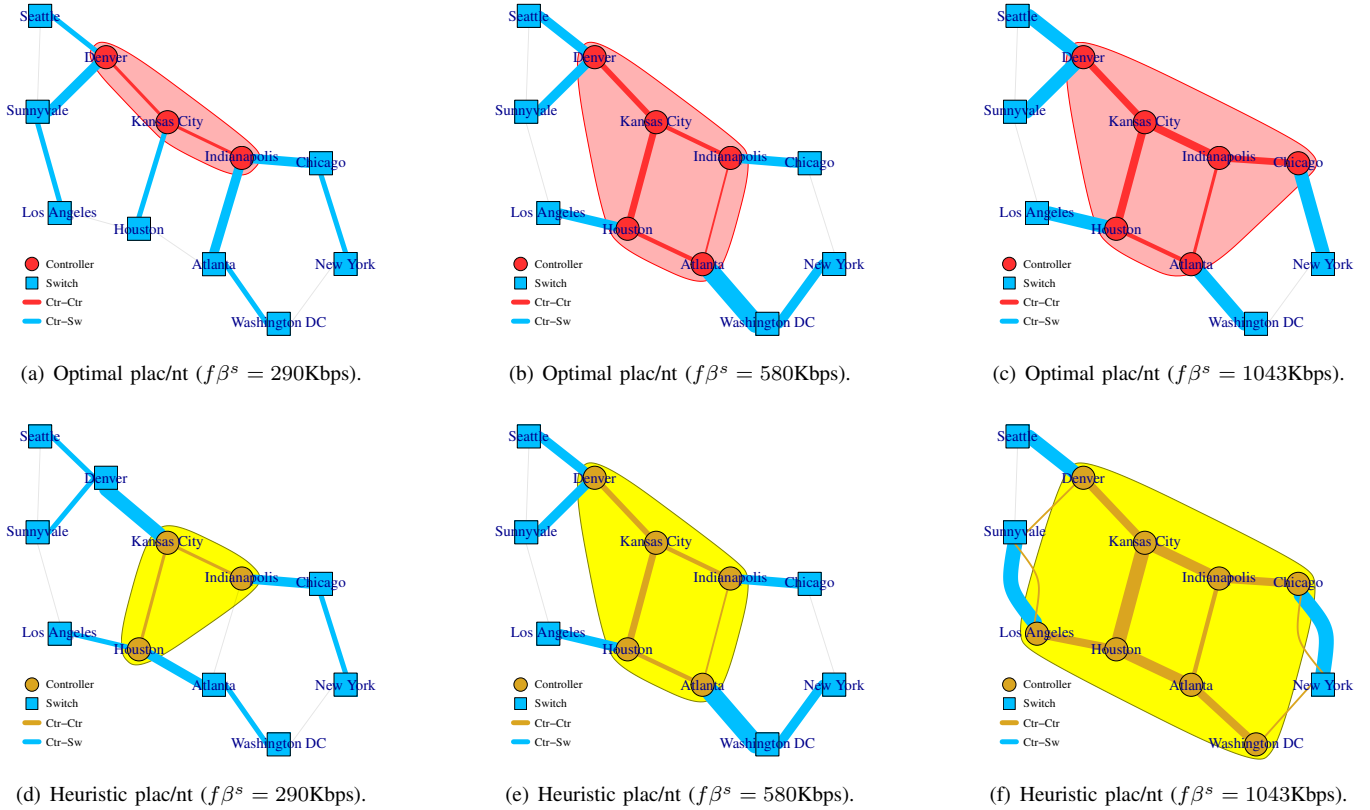 Seattle
Denver
Sunnyvale
Kansas City
Indianapolis
Chicago
Los Angeles
Houston
Atlanta
New York
Washington DC
Controller
Switch
Ctr−Ctr
Ctr−Sw
(a) Optimal plac/nt (fβˢ = 290Kbps).
Seattle
Denver
Sunnyvale
Kansas City
Indianapolis
Chicago
Los Angeles
Houston
Atlanta
New York
Washington DC
Controller
Switch
Ctr−Ctr
Ctr−Sw
(b) Optimal plac/nt (fβˢ = 580Kbps).
Seattle
Denver
Sunnyvale
Kansas City
Indianapolis
Chicago
Los Angeles
Houston
Atlanta
New York
Washington DC
Controller
Switch
Ctr−Ctr
Ctr−Sw
(c) Optimal plac/nt (fβˢ = 1043Kbps).
Seattle
Denver
Sunnyvale
Kansas City
Indianapolis
Chicago
Los Angeles
Houston
Atlanta
New York
Washington DC
Controller
Switch
Ctr−Ctr
Ctr−Sw
(d) Heuristic plac/nt (fβˢ = 290Kbps).
Seattle
Denver
Sunnyvale
Kansas City
Indianapolis
Chicago
Los Angeles
Houston
Atlanta
New York
Washington DC
Controller
Switch
Ctr−Ctr
Ctr−Sw
(e) Heuristic plac/nt (fβˢ = 580Kbps).
Seattle
Denver
Sunnyvale
Kansas City
Indianapolis
Chicago
Los Angeles
Houston
Atlanta
New York
Washington DC
Controller
Switch
Ctr−Ctr
Ctr−Sw
(f) Heuristic plac/nt (fβˢ = 1043Kbps).